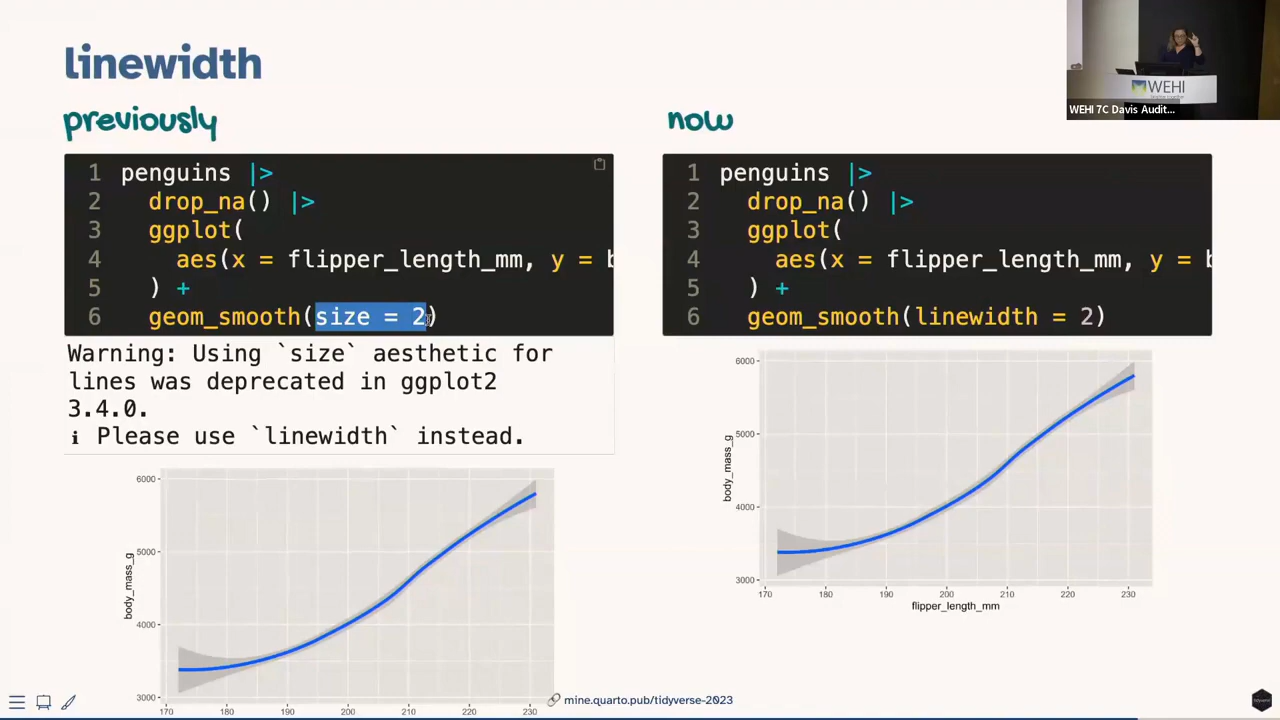 linewidth
previously
1 penguins |>
2 drop_na() |>
3 ggplot(
4 aes(x = flipper_length_mm, y = b
5 ) +
6 geom_smooth(size = 2)
Warning: Using `size` aesthetic for
lines was deprecated in ggplot2
3.4.0.
ℹ Please use `linewidth` instead.
6000
5000
4000
3000
body_mass_g
170 180 190 200 210 220 230
now
1 penguins |>
2 drop_na() |>
3 ggplot(
4 aes(x = flipper_length_mm, y = b
5 ) +
6 geom_smooth(linewidth = 2)
6000
5000
4000
3000
body_mass_g
170 180 190 200 210 220 230
flipper_length_mm
WEHI
WEHI 7C Davis Audit...
mine.quarto.pub/tidyverse-2023